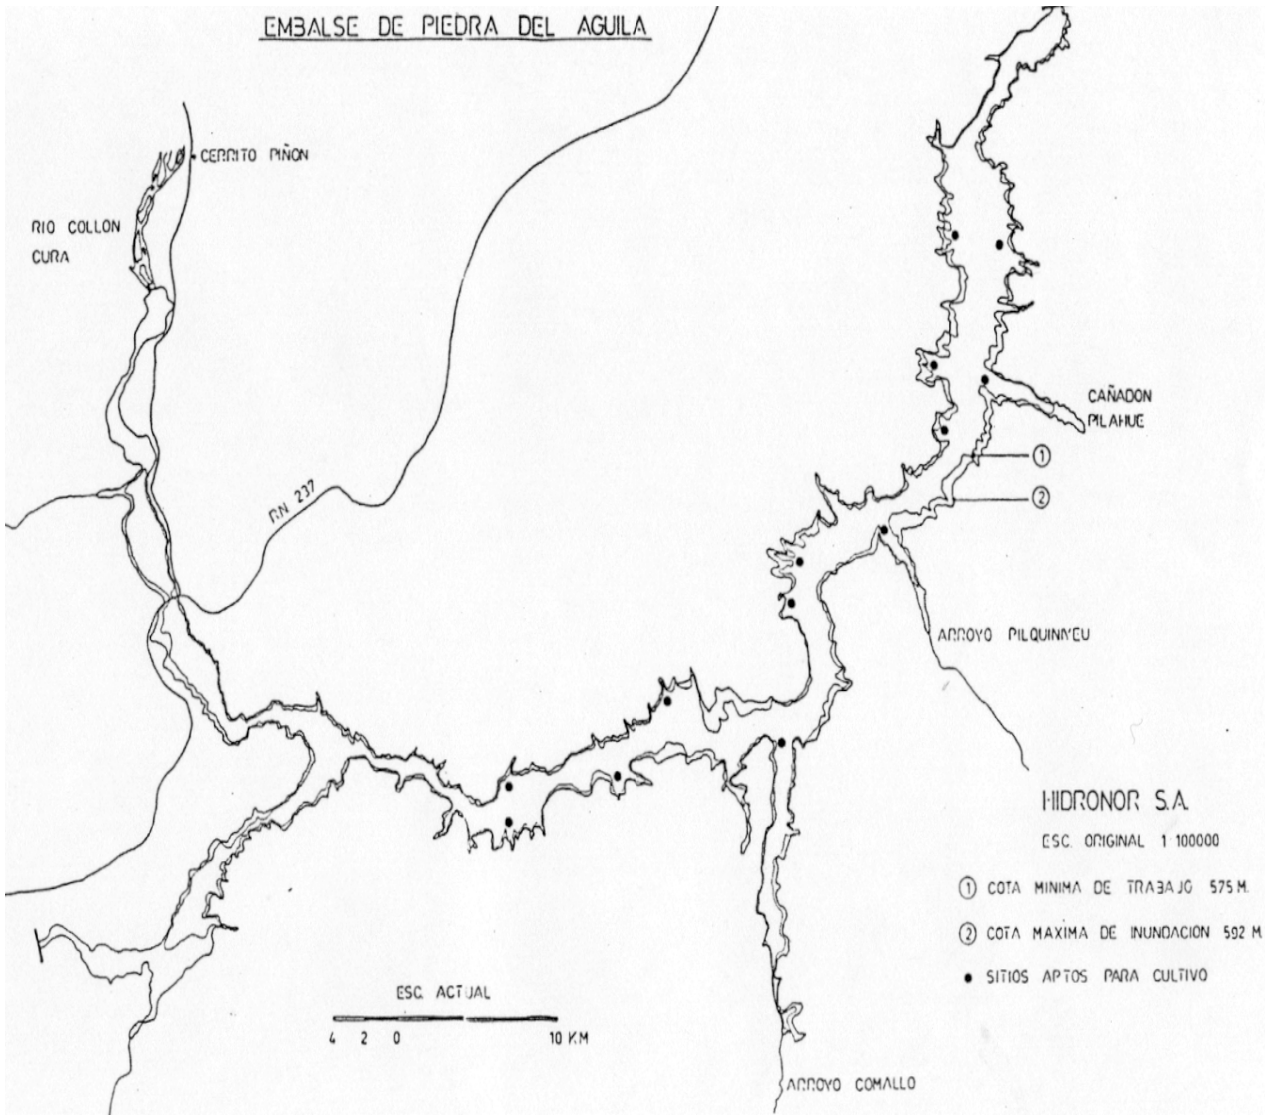 EMBALSE DE PIEDRA DEL AGUILA
CERRITO PIÑON
RIO COLLON
CURA
CAÑADON
PILAHUE
1
2
RN 237
ARROYO PILQUINIYEU
HIDRONOR S.A.
ESC. ORIGINAL 1 100000
1 COTA MINIMA DE TRABAJO 575 M.
2 COTA MAXIMA DE INUNDACION 592 M
• SITIOS APTOS PARA CULTIVO
ESC. ACTUAL
4 2 0 10 KM
ARROYO COMALLO